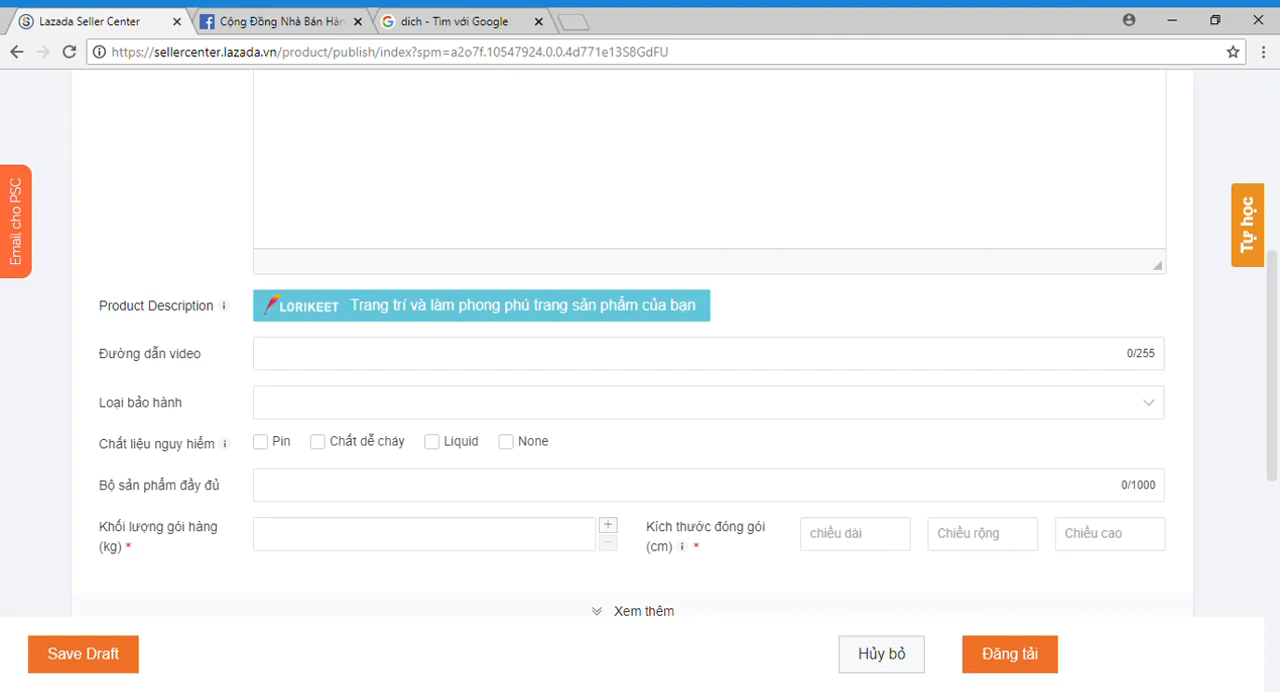 Lazada Seller Center
Cộng Đồng Nhà Bán Hàn
dich - Tìm với Google
https://sellercenter.lazada.vn/product/publish/index?spm=a2o7f.10547924.0.0.4d771e13S8GdFU
Email cho PSC
Tự học
Product Description
LORIKEET Trang trí và làm phong phú trang sản phẩm của bạn
Đường dẫn video
0/255
Loại bảo hành
Chất liệu nguy hiểm
Pin
Chất dễ cháy
Liquid
None
Bộ sản phẩm đầy đủ
0/1000
Khối lượng gói hàng
(kg) *
Kích thước đóng gói
(cm) *
chiều dài
Chiều rộng
Chiều cao
Xem thêm
Save Draft
Hủy bỏ
Đăng tải